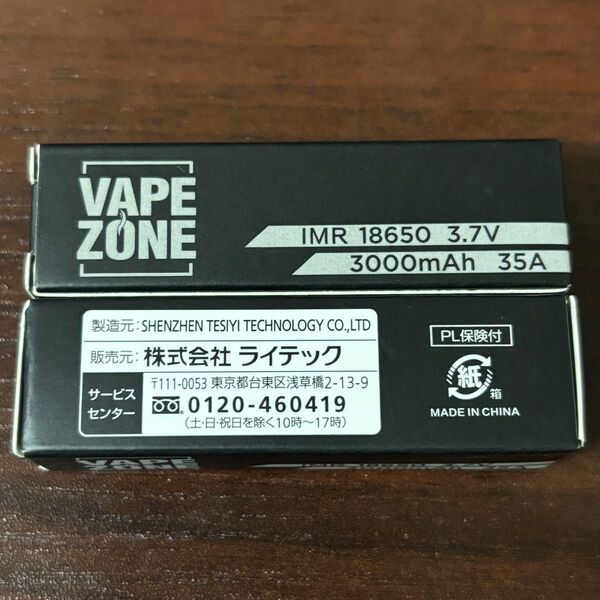 VAPE
ZONE
IMR 18650 3.7V
3000mAh 35A
製造元: SHENZHEN TESIYI TECHNOLOGY CO.,LTD
販売元: 株式会社 ライテック
サービス
センター
〒111-0053 東京都台東区浅草橋2-13-9
0120-460419
(土・日・祝日を除く10時〜17時)
PL保険付
紙
箱
MADE IN CHINA
VAPE
ZONE
IMR 18650 3.7V